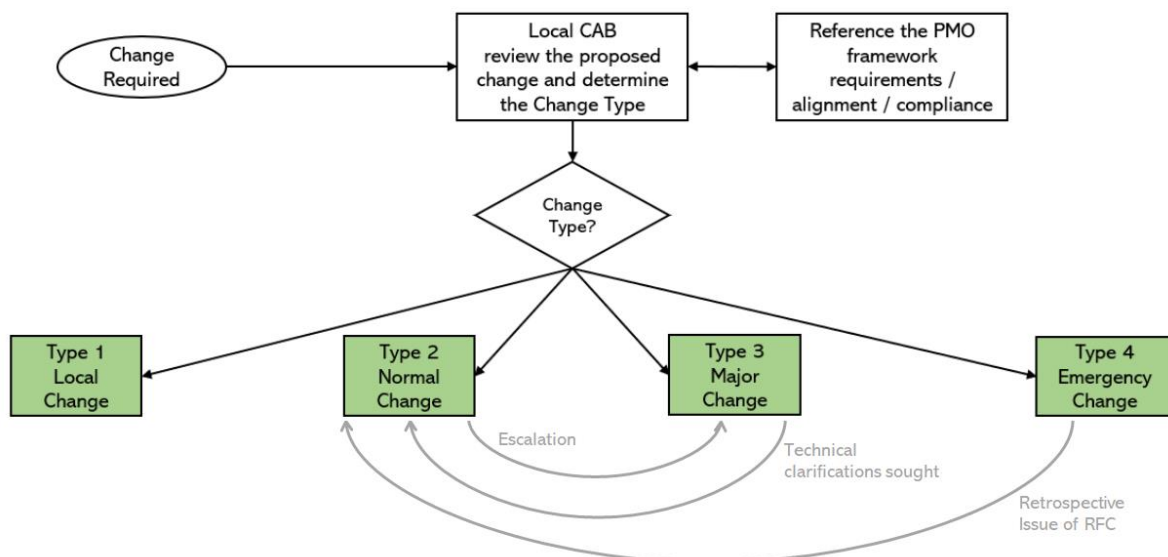 Change
Required
Local CAB
review the proposed
change and determine
the Change Type
Reference the PMO
framework
requirements /
alignment / compliance
Change
Type?
Type 1
Local
Change
Type 2
Normal
Change
Type 3
Major
Change
Type 4
Emergency
Change
Escalation
Technical
clarifications sought
Retrospective
Issue of RFC